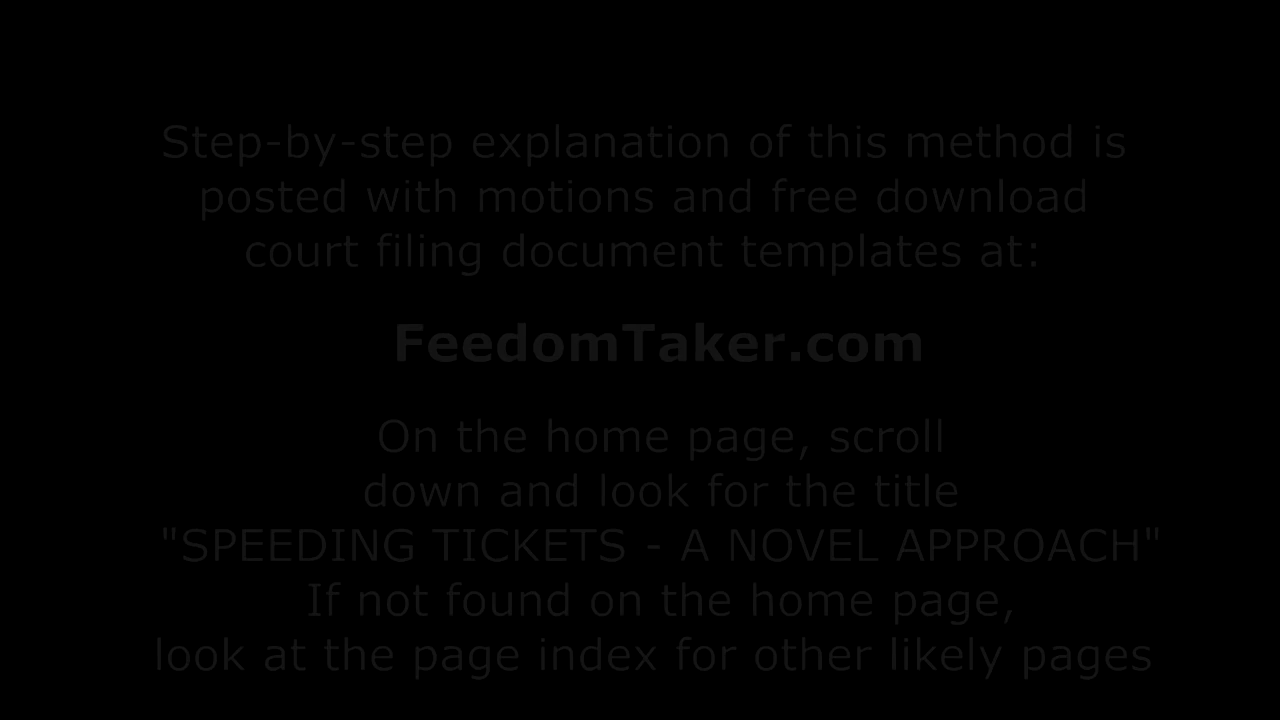 Step-by-step explanation of this method is
posted with motions and free download
court filing document templates at:
FeedomTaker.com
On the home page, scroll
down and look for the title
"SPEEDING TICKETS - A NOVEL APPROACH"
If not found on the home page,
look at the page index for other likely pages